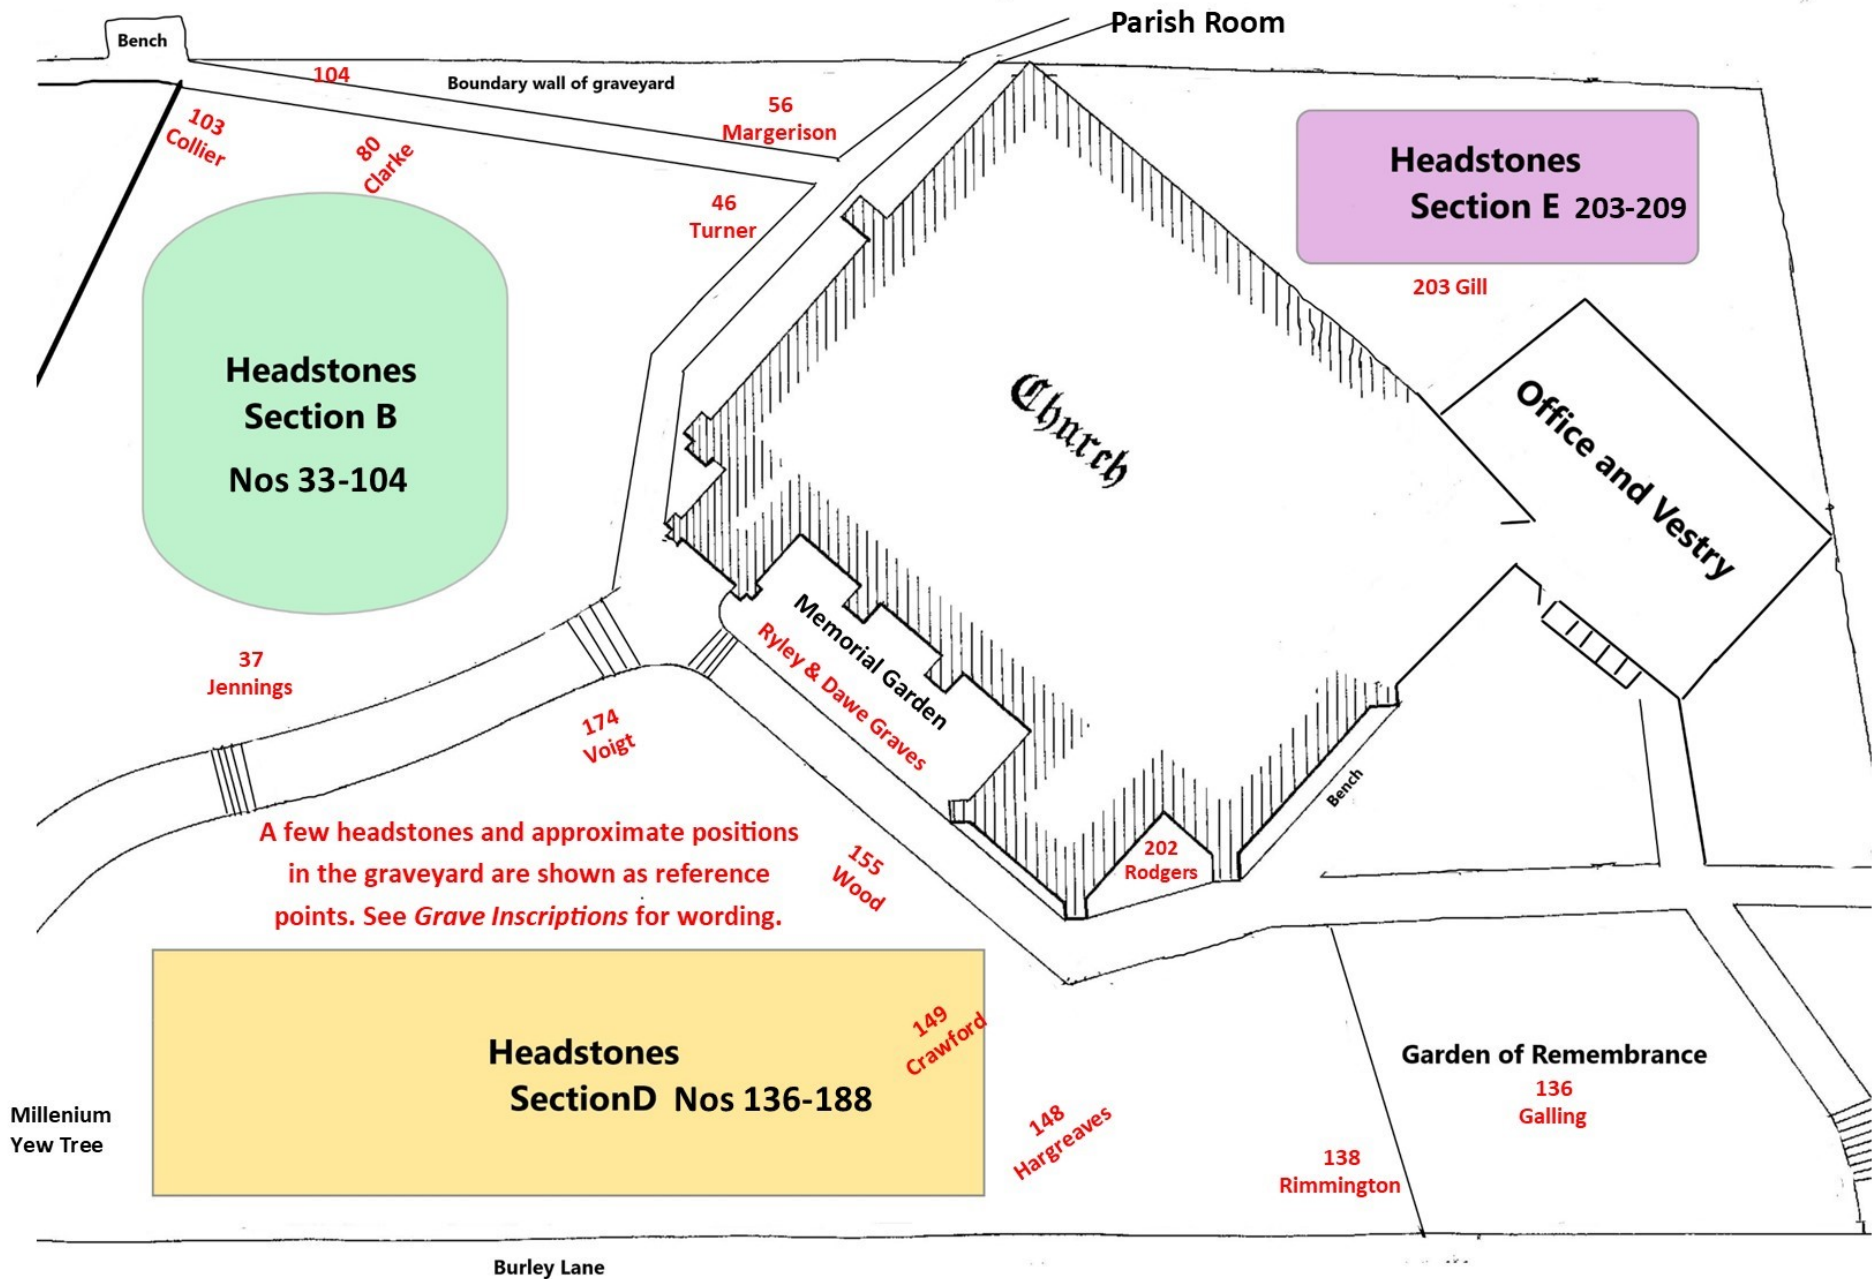 Parish Room
Bench
104
Boundary wall of graveyard
56
Margerison
103
Collier
80
Clarke
46
Turner
Headstones
Section E 203-209
203 Gill
Headstones
Section B
Nos 33-104
Church
Office and Vestry
Memorial Garden
Ryley & Dawe Graves
37
Jennings
174
Voigt
Bench
A few headstones and approximate positions
in the graveyard are shown as reference
points. See Grave Inscriptions for wording.
155
Wood
202
Rodgers
Headstones
SectionD Nos 136-188
149
Crawford
148
Hargreaves
138
Rimmington
Garden of Remembrance
136
Galling
Millenium
Yew Tree
Burley Lane